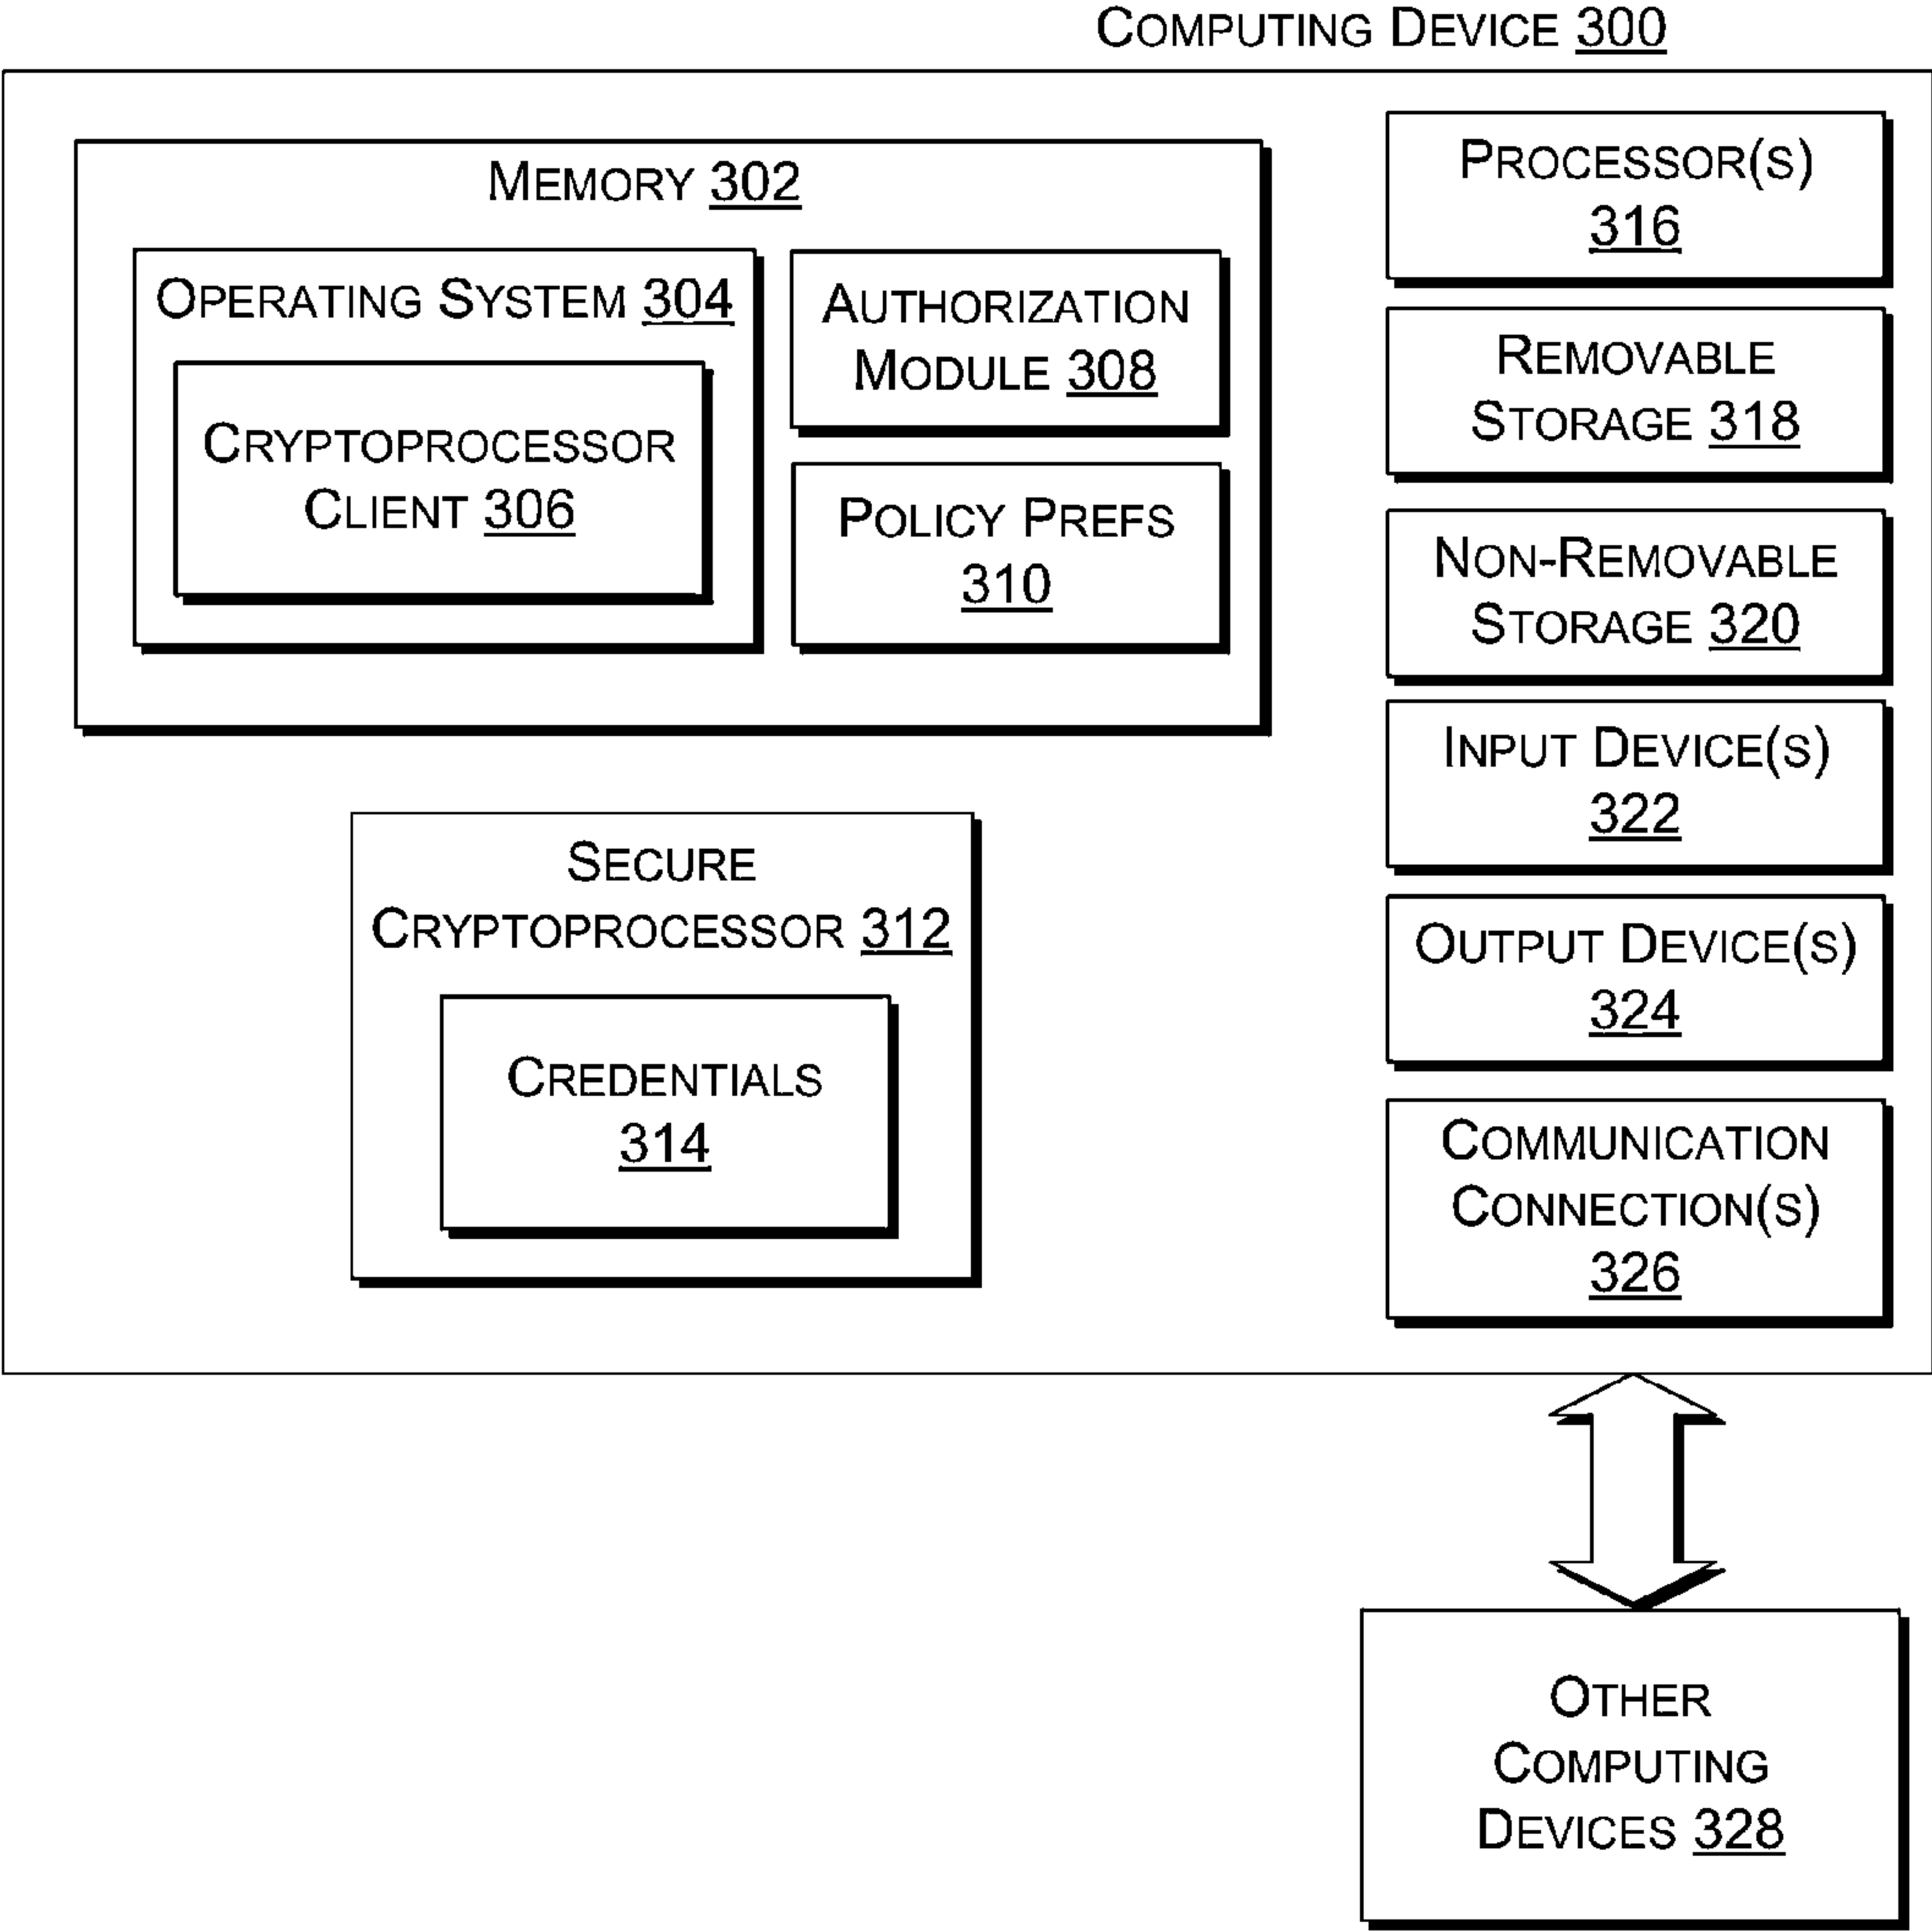 COMPUTING DEVICE 300
MEMORY 302
OPERATING SYSTEM 304
CRYPTOPROCESSOR
CLIENT 306
AUTHORIZATION
MODULE 308
POLICY PREFS
310
SECURE
CRYPTOPROCESSOR 312
CREDENTIALS
314
PROCESSOR(S)
316
REMOVABLE
STORAGE 318
NON-REMOVABLE
STORAGE 320
INPUT DEVICE(S)
322
OUTPUT DEVICE(S)
324
COMMUNICATION
CONNECTION(S)
326
OTHER
COMPUTING
DEVICES 328